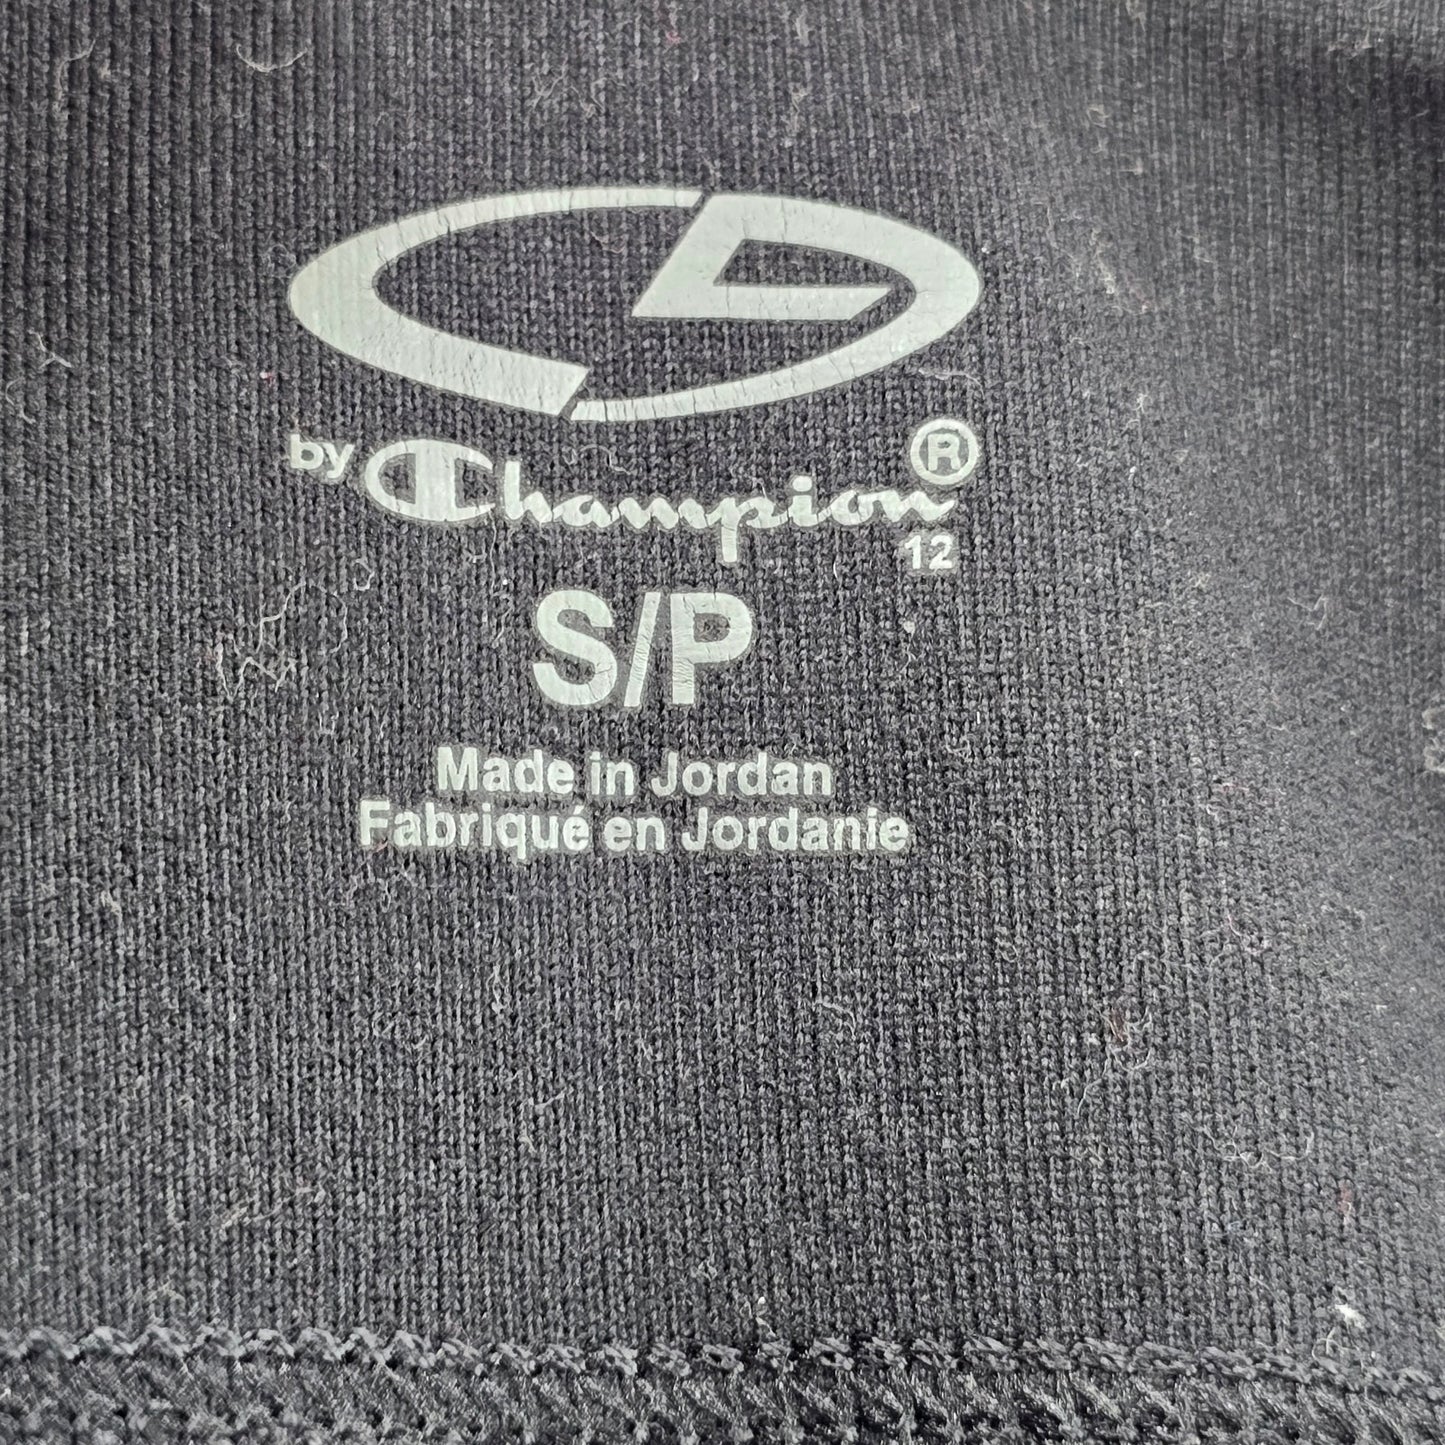 by Champion®
12
S/P
Made in Jordan
Fabriqué en Jordanie